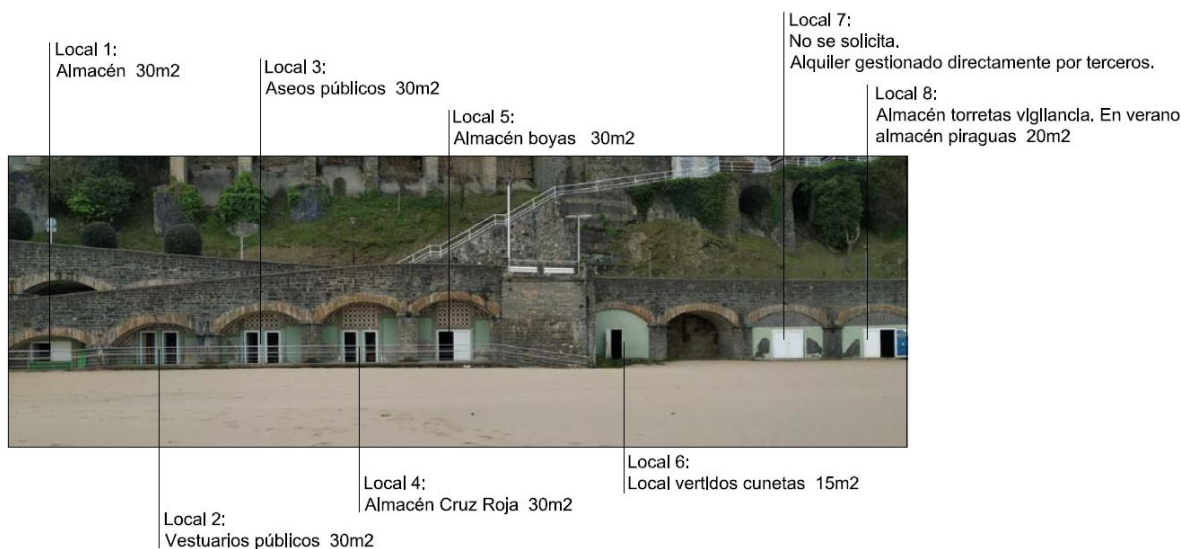 Local 1:
Almacén 30m2
Local 3:
Aseos públicos 30m2
Local 5:
Almacén boyas 30m2
Local 7:
No se solicita.
Alquiler gestionado directamente por terceros.
Local 8:
Almacén torretas vigilancia. En verano
almacén piraguas 20m2
Local 2:
Vestuarios públicos 30m2
Local 4:
Almacén Cruz Roja 30m2
Local 6:
Local vertidos cunetas 15m2